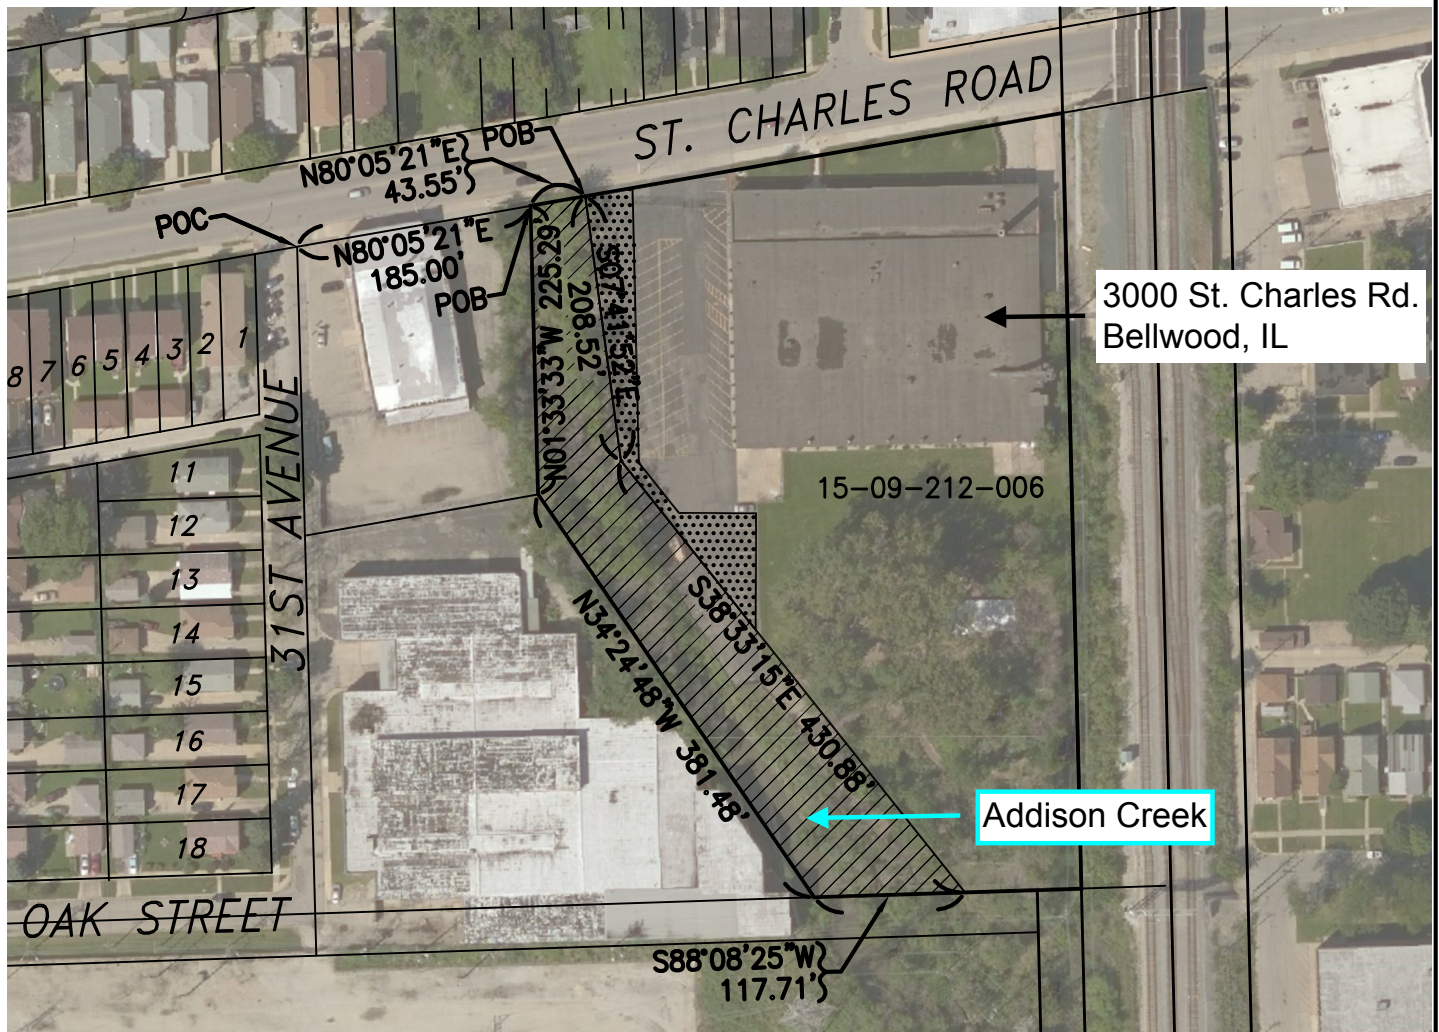 ST. CHARLES ROAD
N80°05'21"E
43.55'
POB
POC
N80°05'21"E
185.00'
POB
N01°33'33"W 225.29'
208.52'
S07°41'52"E
3000 St. Charles Rd.
Bellwood, IL
8 7 6 5 4 3 2 1
31ST AVENUE
11
12
13
14
15
16
17
18
15-09-212-006
S38°33'15"E 430.88'
N34°24'48"W 381.48'
Addison Creek
OAK STREET
S88°08'25"W
117.71'